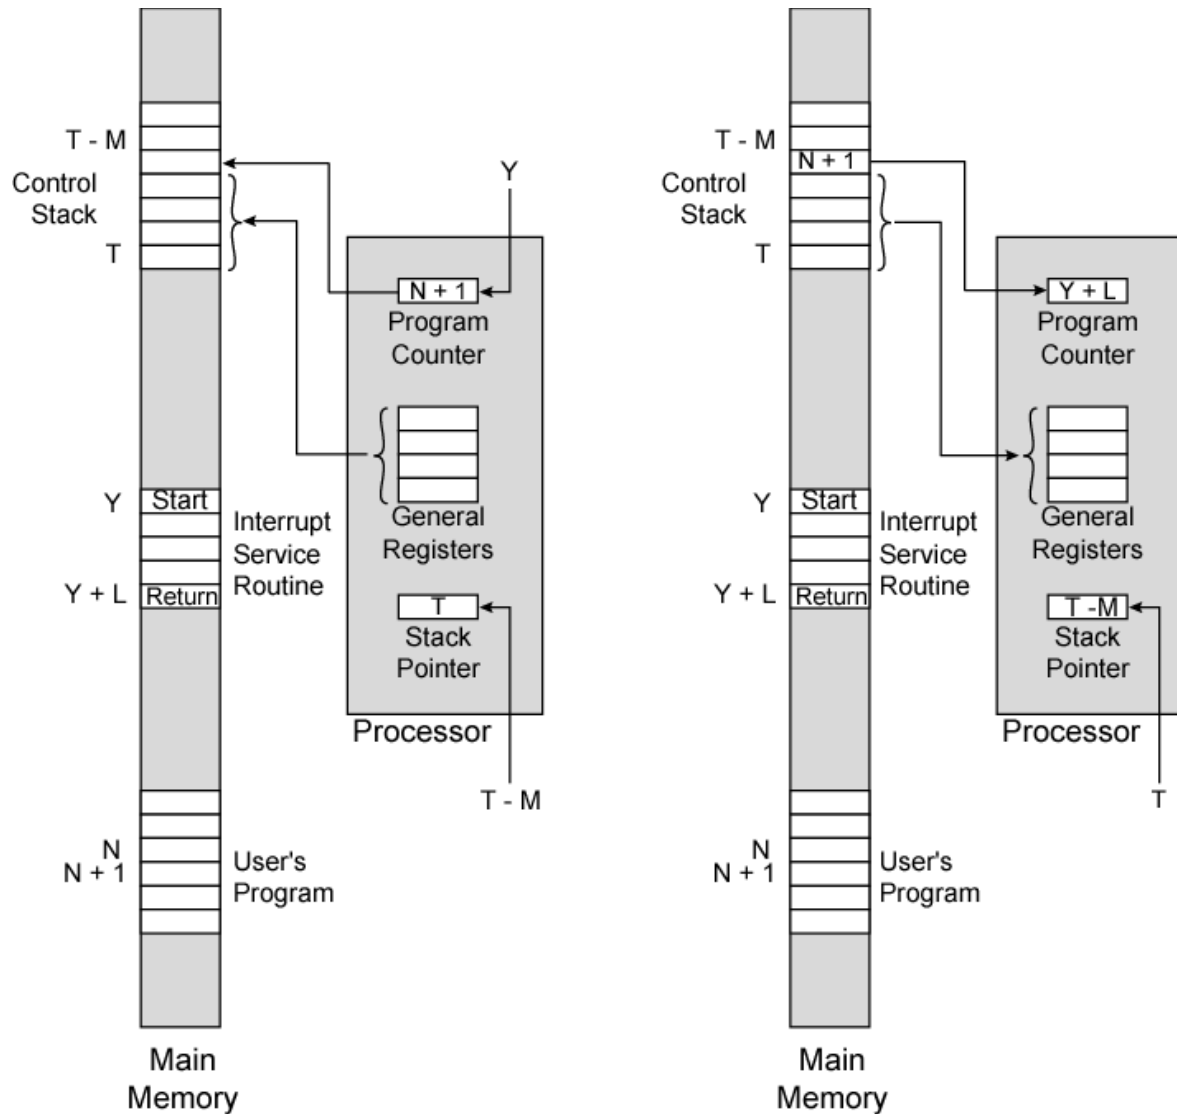 T - M
Control
Stack
T
Y
N + 1
Program
Counter
General
Registers
Y
Start
Interrupt
Service
Routine
Y + L
Return
T
Stack
Pointer
Processor
T - M
N
N + 1
User's
Program
Main
Memory
T - M
N + 1
Control
Stack
T
Y + L
Program
Counter
General
Registers
Y
Start
Interrupt
Service
Routine
Y + L
Return
T -M
Stack
Pointer
Processor
T
N
N + 1
User's
Program
Main
Memory